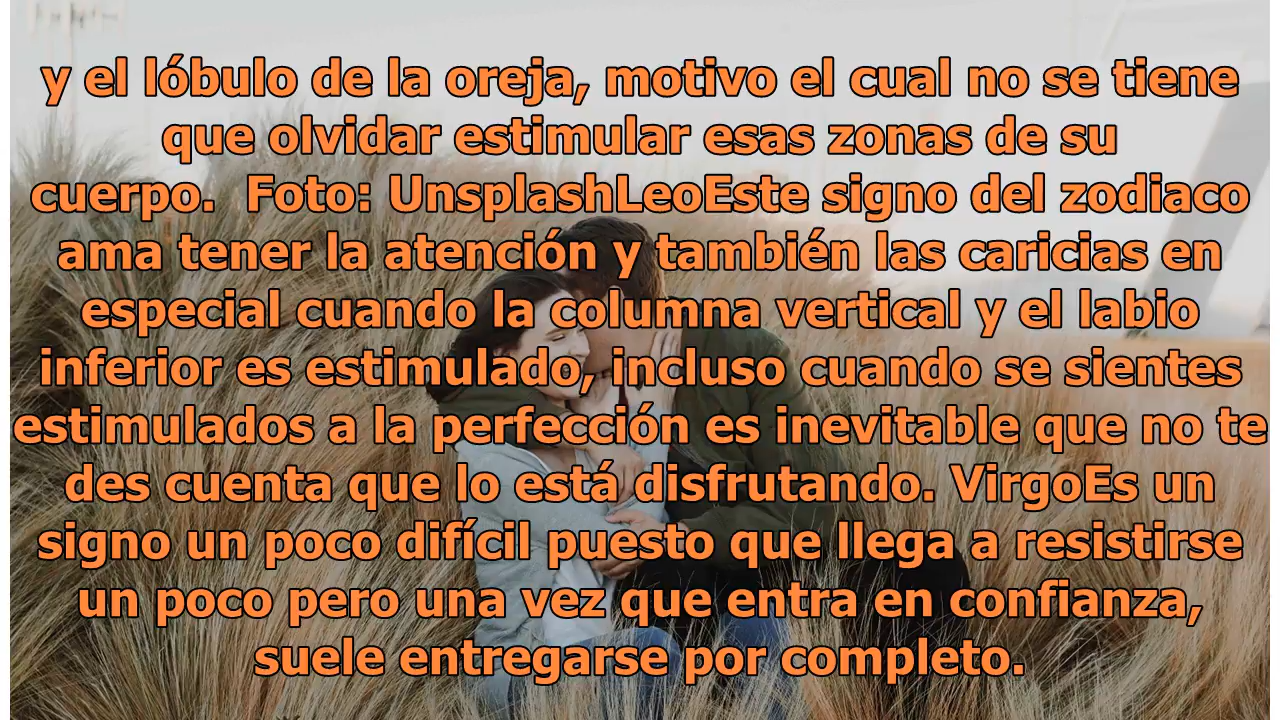 y el lóbulo de la oreja, motivo el cual no se tiene
que olvidar estimular esas zonas de su
cuerpo.  Foto: UnsplashLeoEste signo del zodiaco
ama tener la atención y también las caricias en
especial cuando la columna vertical y el labio
inferior es estimulado, incluso cuando se sientes
estimulados a la perfección es inevitable que no te
des cuenta que lo está disfrutando. VirgoEs un
signo un poco difícil puesto que llega a resistirse
un poco pero una vez que entra en confianza,
suele entregarse por completo.